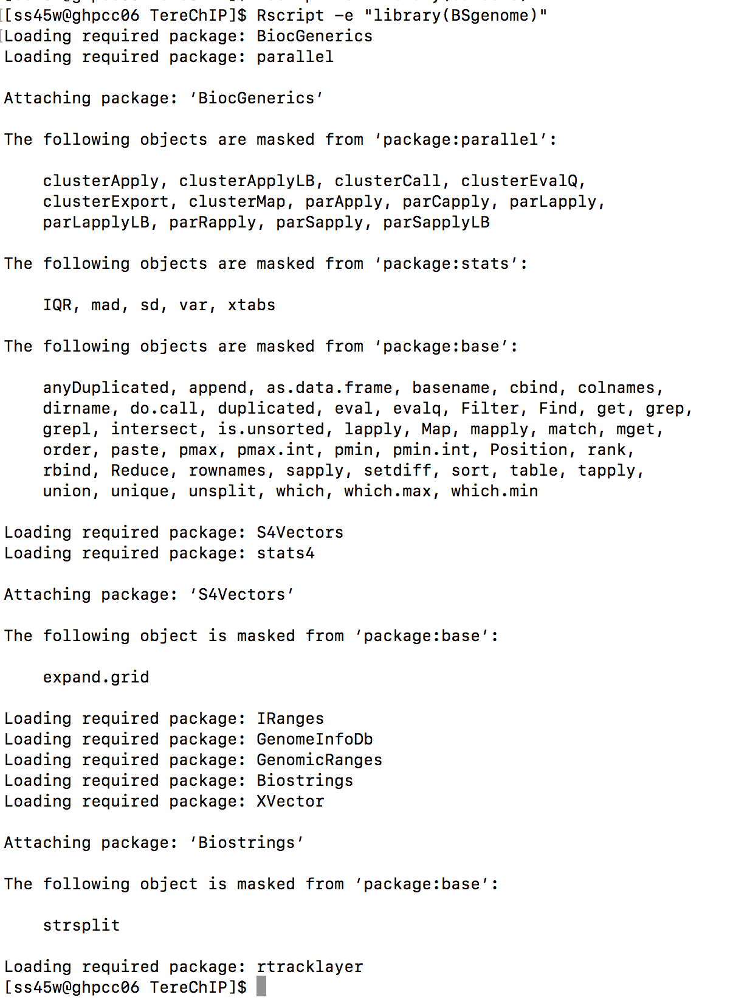 [ss45w@ghpcc06 TereChIP]$ Rscript -e "library(BSgenome)"
Loading required package: BiocGenerics
Loading required package: parallel

Attaching package: ‘BiocGenerics’

The following objects are masked from ‘package:parallel’:

    clusterApply, clusterApplyLB, clusterCall, clusterEvalQ,
    clusterExport, clusterMap, parApply, parCapply, parLapply,
    parLapplyLB, parRapply, parSapply, parSapplyLB

The following objects are masked from ‘package:stats’:

    IQR, mad, sd, var, xtabs

The following objects are masked from ‘package:base’:

    anyDuplicated, append, as.data.frame, basename, cbind, colnames,
    dirname, do.call, duplicated, eval, evalq, Filter, Find, get, grep,
    grepl, intersect, is.unsorted, lapply, Map, mapply, match, mget,
    order, paste, pmax, pmax.int, pmin, pmin.int, Position, rank,
    rbind, Reduce, rownames, sapply, setdiff, sort, table, tapply,
    union, unique, unsplit, which, which.max, which.min

Loading required package: S4Vectors
Loading required package: stats4

Attaching package: ‘S4Vectors’

The following object is masked from ‘package:base’:

    expand.grid

Loading required package: IRanges
Loading required package: GenomeInfoDb
Loading required package: GenomicRanges
Loading required package: Biostrings
Loading required package: XVector

Attaching package: ‘Biostrings’

The following object is masked from ‘package:base’:

    strsplit

Loading required package: rtracklayer
[ss45w@ghpcc06 TereChIP]$